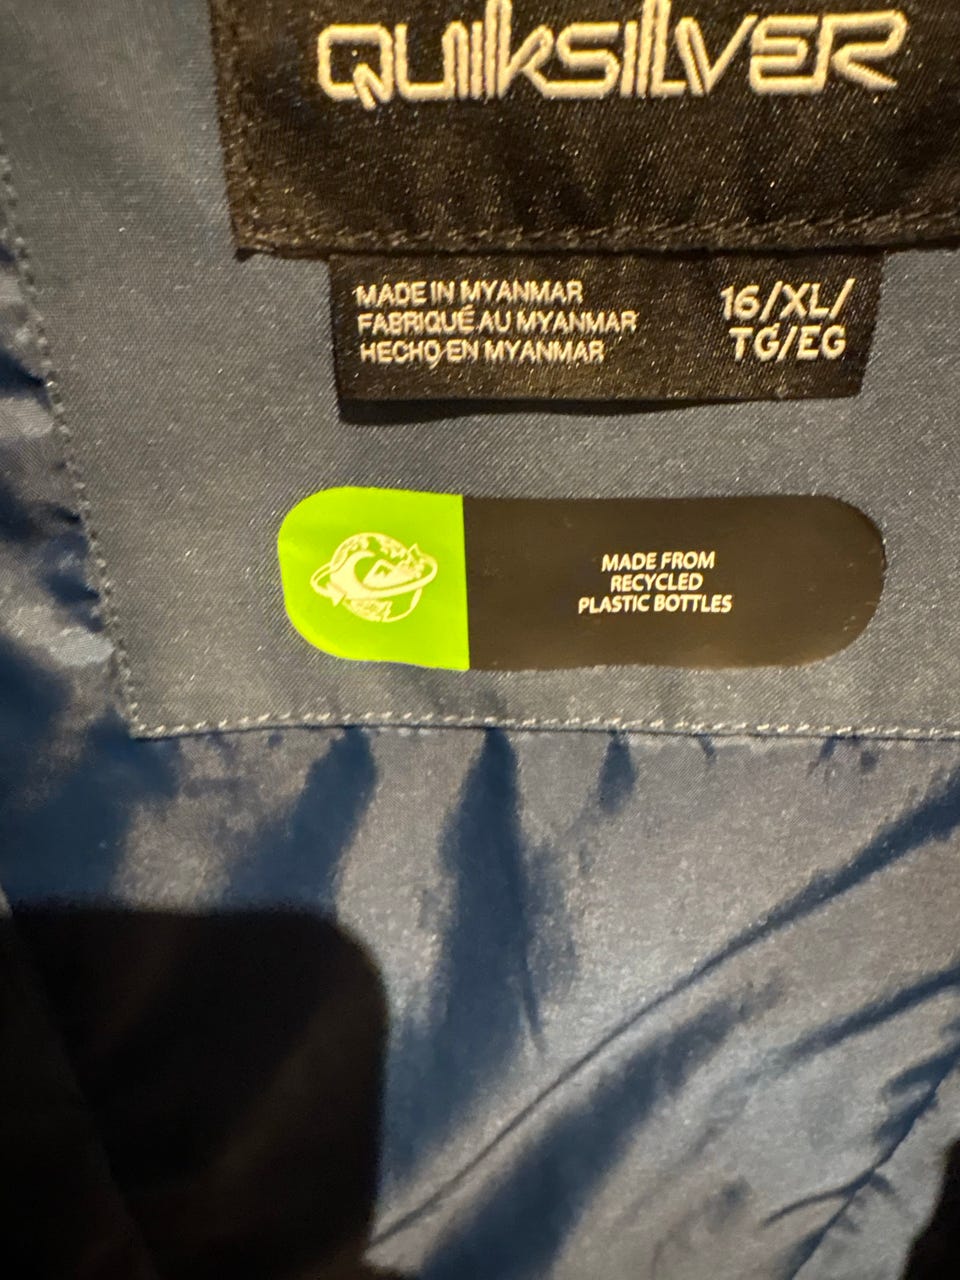 QUIKSILVER
MADE IN MYANMAR
FABRIQUÉ AU MYANMAR
HECHO EN MYANMAR
16/XL/
TG/EG
MADE FROM
RECYCLED
PLASTIC BOTTLES